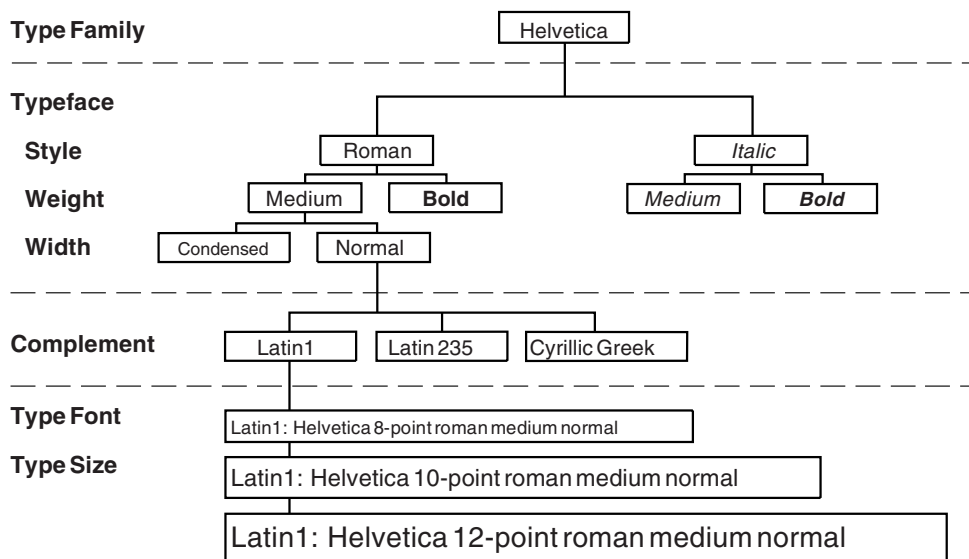 Type Family Helvetica
Typeface
Style Roman Italic
Weight Medium Bold Medium Bold
Width Condensed Normal
Complement Latin1 Latin 235 Cyrillic Greek
Type Font Latin1: Helvetica 8-point roman medium normal
Type Size Latin1: Helvetica 10-point roman medium normal
Latin1: Helvetica 12-point roman medium normal